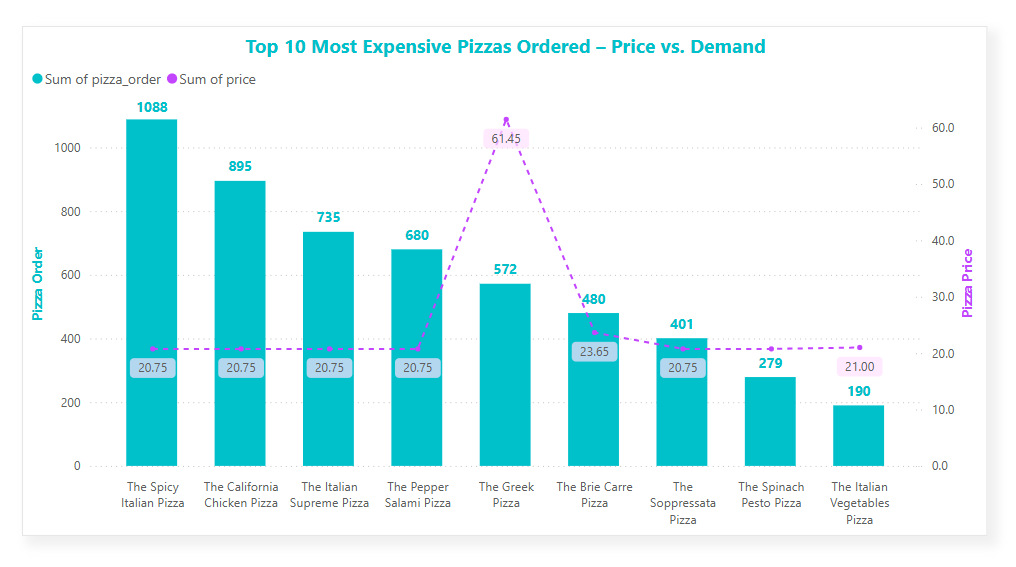 Top 10 Most Expensive Pizzas Ordered – Price vs. Demand
Sum of pizza_order Sum of price
1088
895
735
680
572
480
401
279
190
61.45
20.75
20.75
20.75
20.75
23.65
20.75
21.00
Pizza Order
1000
800
600
400
200
0
Pizza Price
60.0
50.0
40.0
30.0
20.0
10.0
0.0
The Spicy
Italian Pizza
The California
Chicken Pizza
The Italian
Supreme Pizza
The Pepper
Salami Pizza
The Greek
Pizza
The Brie Carre
Pizza
The
Soppressata
Pizza
The Spinach
Pesto Pizza
The Italian
Vegetables
Pizza